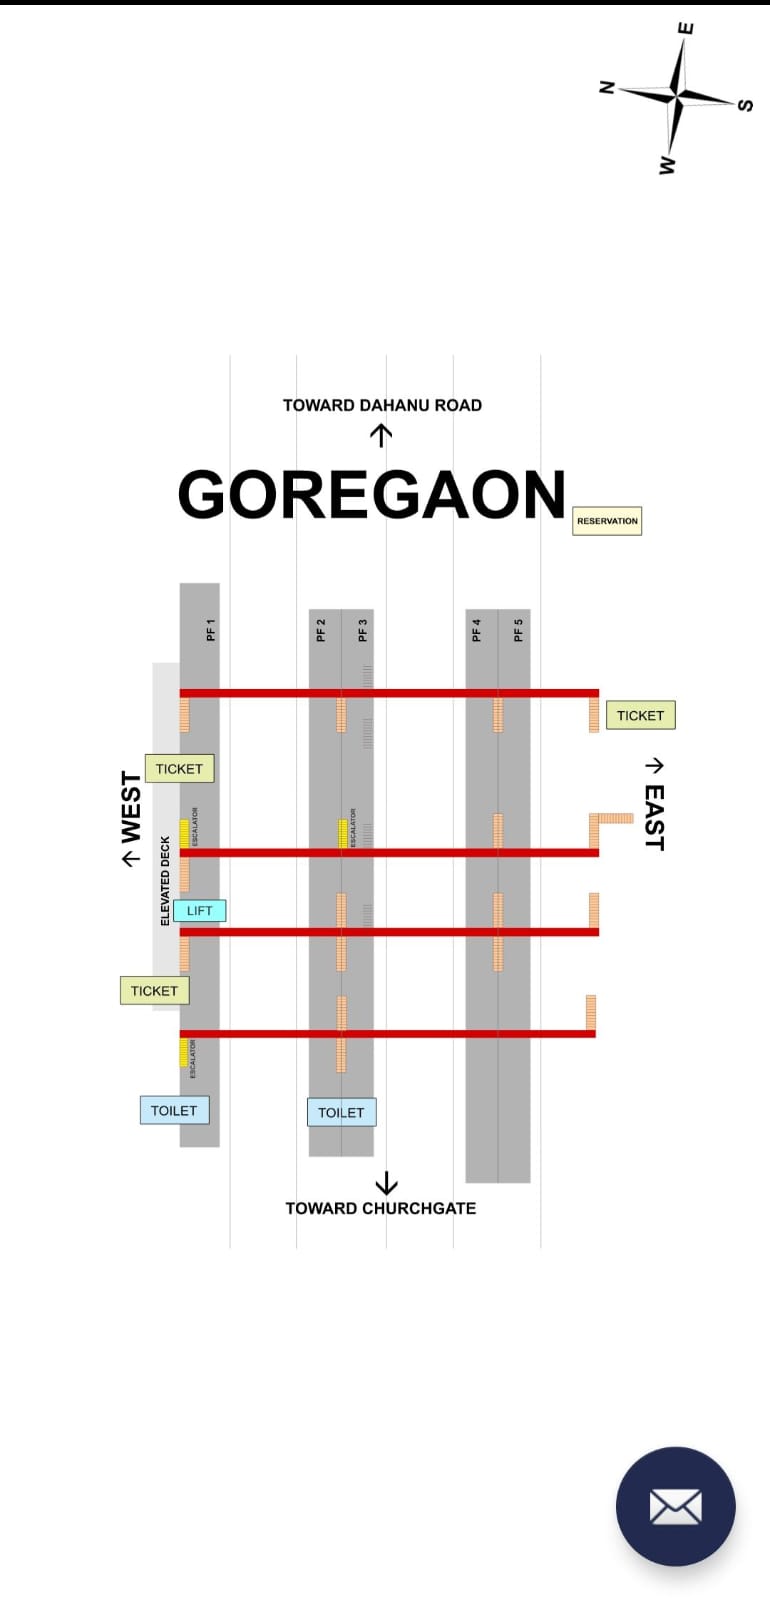 E
N
S
W
TOWARD DAHANU ROAD
↑
GOREGAON
RESERVATION
PF 1
PF 2
PF 3
PF 4
PF 5
TICKET
TICKET
→ EAST
↑ WEST
ESCALATOR
ESCALATOR
ELEVATED DECK
LIFT
TICKET
ESCALATOR
TOILET
TOILET
↓
TOWARD CHURCHGATE